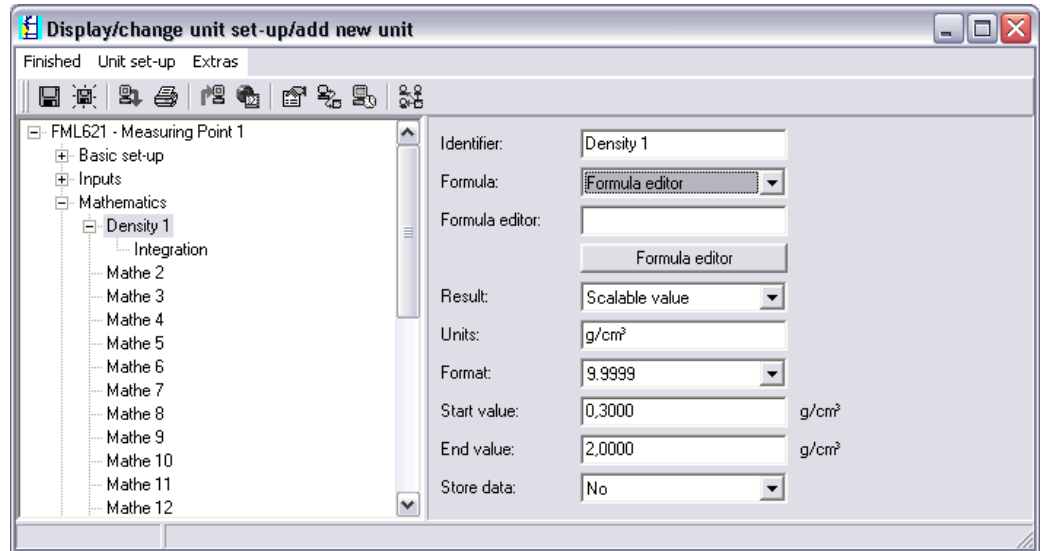 Display/change unit set-up/add new unit
Finished Unit set-up Extras
FML621 - Measuring Point 1
Basic set-up
Inputs
Mathematics
Density 1
Integration
Mathe 2
Mathe 3
Mathe 4
Mathe 5
Mathe 6
Mathe 7
Mathe 8
Mathe 9
Mathe 10
Mathe 11
Mathe 12
Identifier: Density 1
Formula: Formula editor
Formula editor:
Formula editor
Result: Scalable value
Units: g/cm³
Format: 9.9999
Start value: 0,3000 g/cm³
End value: 2,0000 g/cm³
Store data: No